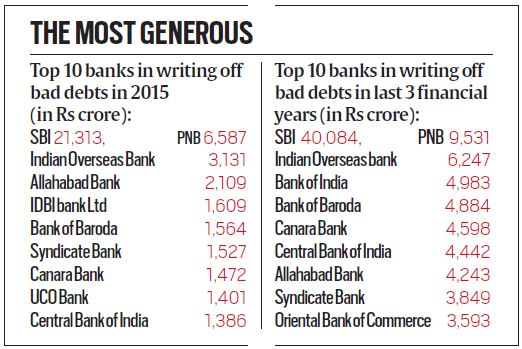 THE MOST GENEROUS
Top 10 banks in writing off
bad debts in 2015
(in Rs crore):
SBI 21,313, PNB 6,587
Indian Overseas Bank 3,131
Allahabad Bank 2,109
IDBI bank Ltd 1,609
Bank of Baroda 1,564
Syndicate Bank 1,527
Canara Bank 1,472
UCO Bank 1,401
Central Bank of India 1,386
Top 10 banks in writing off
bad debts in last 3 financial
years (in Rs crore):
SBI 40,084, PNB 9,531
Indian Overseas bank 6,247
Bank of India 4,983
Bank of Baroda 4,884
Canara Bank 4,598
Central Bank of India 4,442
Allahabad Bank 4,243
Syndicate Bank 3,849
Oriental Bank of Commerce 3,593